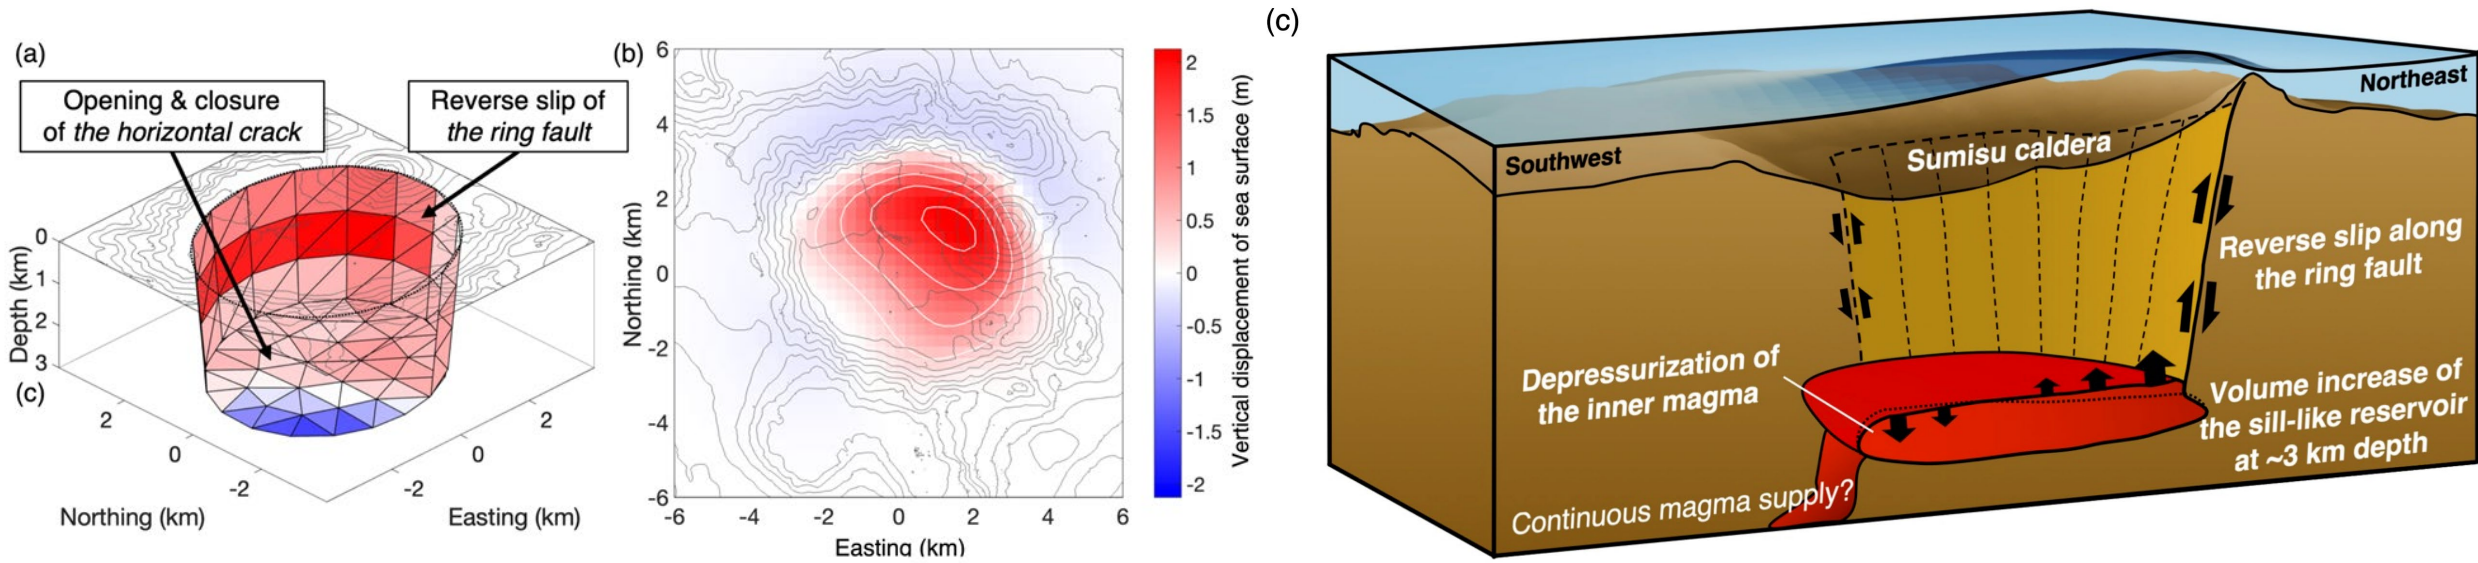 (a)
Opening & closure
of the horizontal crack
Reverse slip of
the ring fault
Depth (km)
0
1
2
3
(c)
2
0
-2
Northing (km)
-2
0
2
Easting (km)
(b)
6
4
2
0
-2
-4
-6
Northing (km)
-6
-4
-2
0
2
4
6
Easting (km)
2
1.5
1
0.5
0
-0.5
-1
-1.5
-2
Vertical displacement of sea surface (m)
(c)
Northeast
Southwest
Sumisu caldera
Reverse slip along
the ring fault
Depressurization of
the inner magma
Volume increase of
the sill-like reservoir
at ~3 km depth
Continuous magma supply?